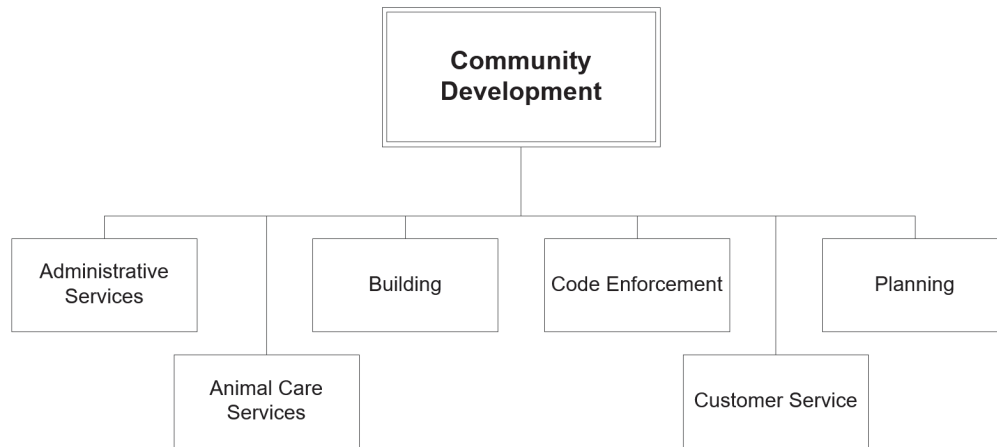 Community
Development
Administrative
Services
Building
Code Enforcement
Planning
Animal Care
Services
Customer Service